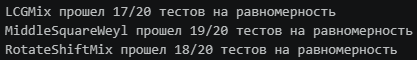 LCGMix прошел 17/20 тестов на равномерность
MiddleSquareWeyl прошел 19/20 тестов на равномерность
RotateShiftMix прошел 18/20 тестов на равномерность